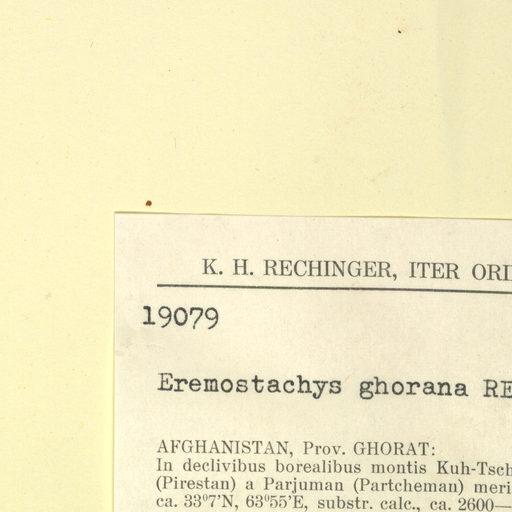 K. H. RECHINGER, ITER ORI
19079
Eremostachys ghorana RE
AFGHANISTAN, Prov. GHORAT:
In declivibus borealibus montis Kuh-Tsch
(Pirestan) a Parjuman (Partcheman) meri
ca. 33°7'N, 63°55'E, substr. calc., ca. 2600—